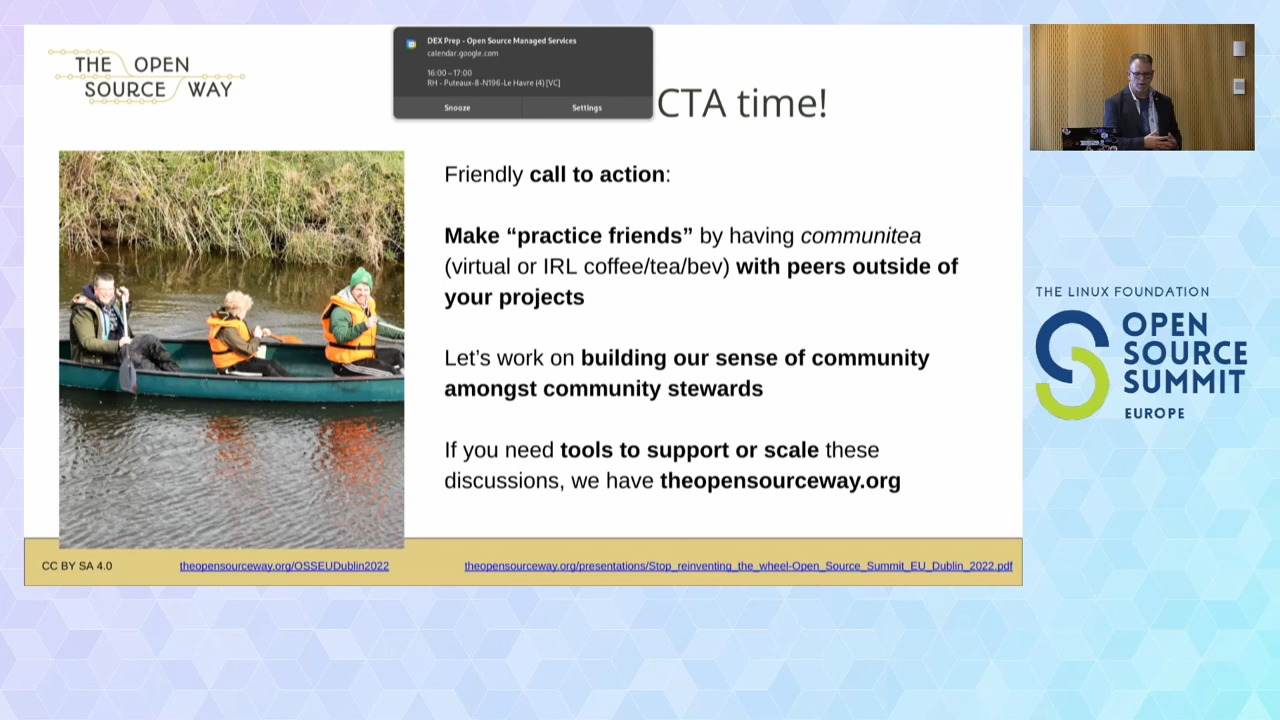 THE OPEN
SOURCE WAY
DEX Prep - Open Source Managed Services
calendar.google.com
16:00–17:00
RH - Puteaux-8-N196-Le Havre (4) [VC]
Snooze
Settings
CTA time!
Friendly call to action:
Make “practice friends” by having communitea
(virtual or IRL coffee/tea/bev) with peers outside of
your projects
Let’s work on building our sense of community
amongst community stewards
If you need tools to support or scale these
discussions, we have theopensourceway.org
CC BY SA 4.0
theopensourceway.org/OSSEUDublin2022
theopensourceway.org/presentations/Stop_reinventing_the_wheel-Open_Source_Summit_EU_Dublin_2022.pdf
THE LINUX FOUNDATION
OPEN
SOURCE
SUMMIT
EUROPE